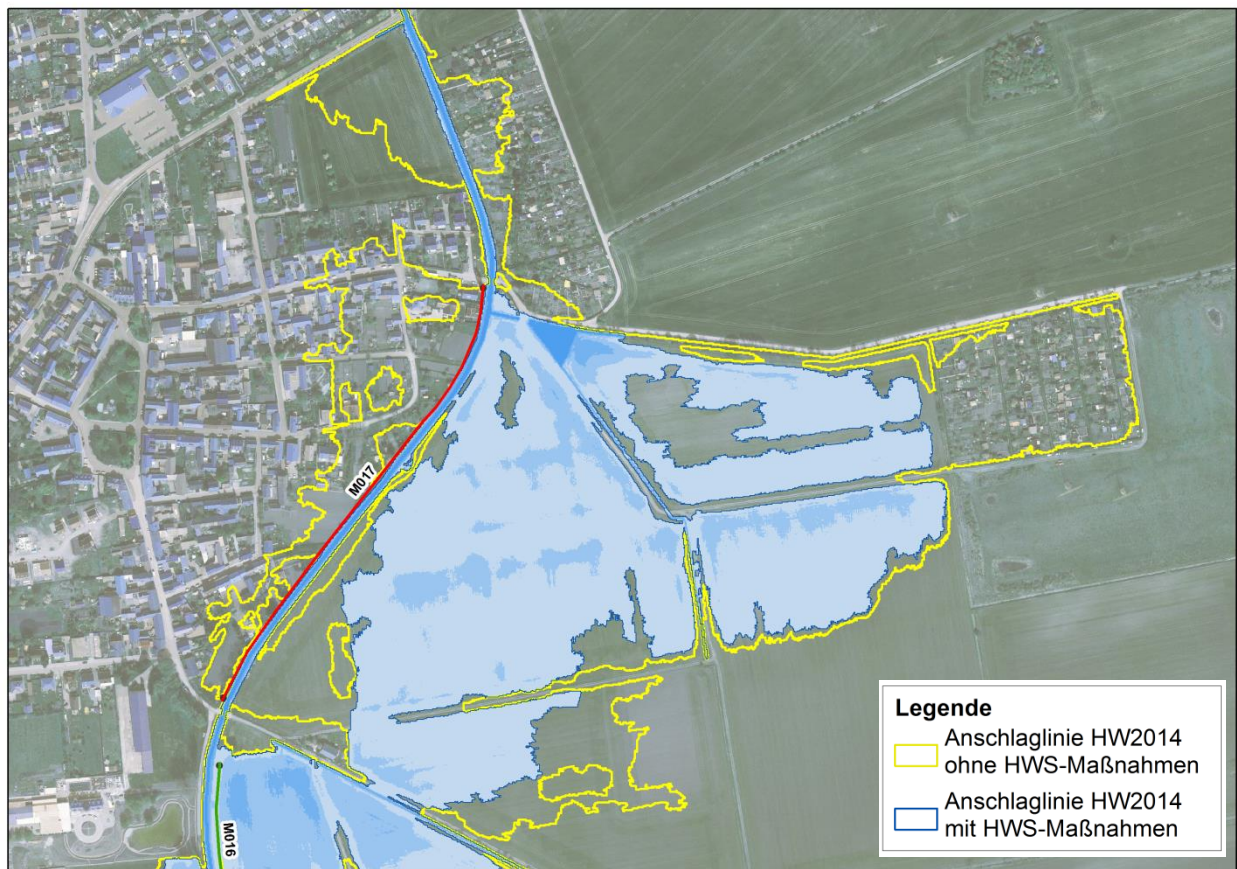 M017
M016
Legende
Anschlaglinie HW2014
ohne HWS-Maßnahmen
Anschlaglinie HW2014
mit HWS-Maßnahmen